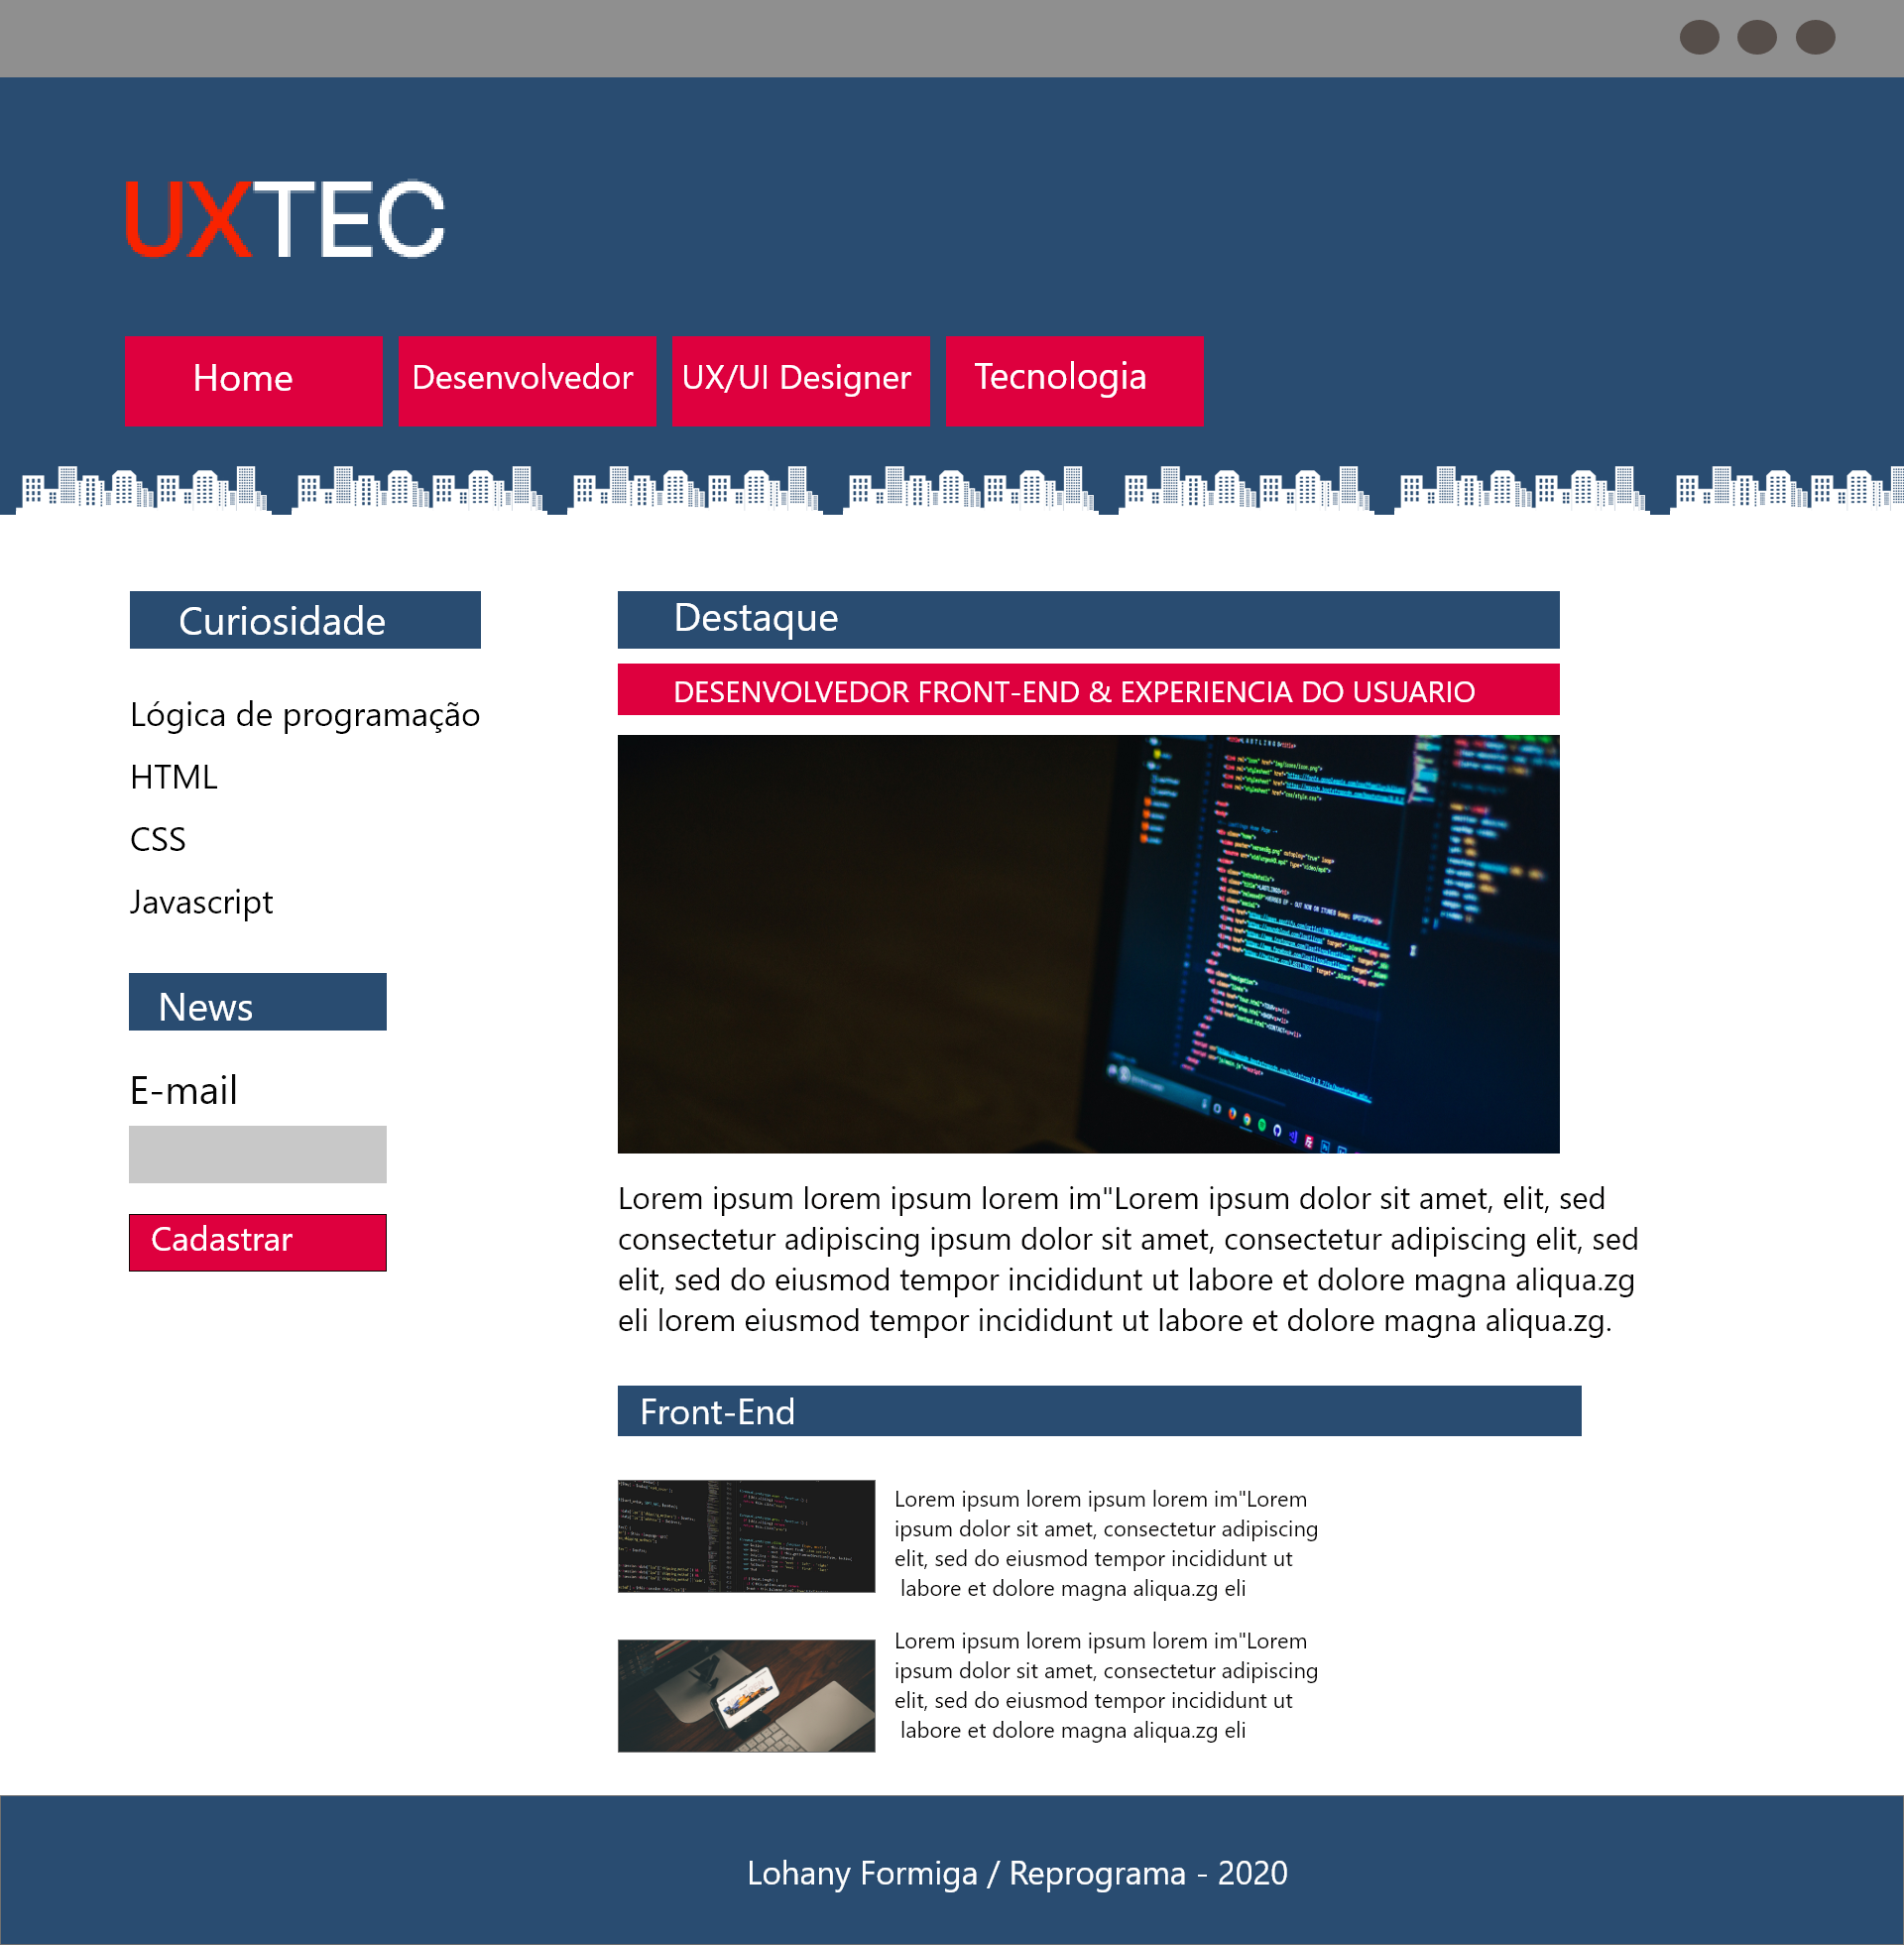 UXTEC
Home
Desenvolvedor
UX/UI Designer
Tecnologia
Curiosidade
Lógica de programação
HTML
CSS
Javascript
News
E-mail
Cadastrar
Destaque
DESENVOLVEDOR FRONT-END & EXPERIENCIA DO USUARIO
Lorem ipsum lorem ipsum lorem im"Lorem ipsum dolor sit amet, elit, sed
consectetur adipiscing ipsum dolor sit amet, consectetur adipiscing elit, sed
elit, sed do eiusmod tempor incididunt ut labore et dolore magna aliqua.zg
eli lorem eiusmod tempor incididunt ut labore et dolore magna aliqua.zg.
Front-End
Lorem ipsum lorem ipsum lorem im"Lorem
ipsum dolor sit amet, consectetur adipiscing
elit, sed do eiusmod tempor incididunt ut
labore et dolore magna aliqua.zg eli
Lorem ipsum lorem ipsum lorem im"Lorem
ipsum dolor sit amet, consectetur adipiscing
elit, sed do eiusmod tempor incididunt ut
labore et dolore magna aliqua.zg eli
Lohany Formiga / Reprograma - 2020